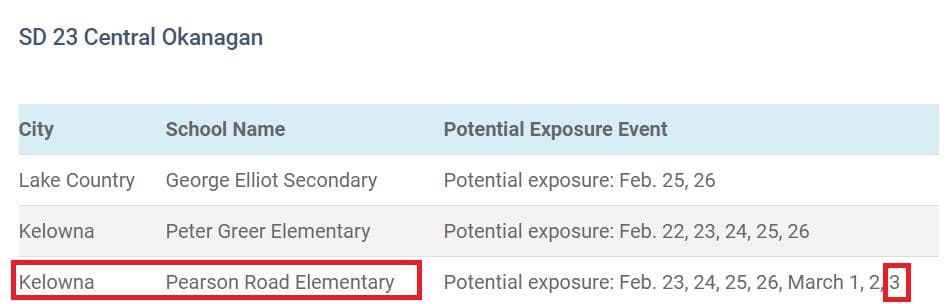 SD 23 Central Okanagan
City School Name Potential Exposure Event
Lake Country George Elliot Secondary Potential exposure: Feb. 25, 26
Kelowna Peter Greer Elementary Potential exposure: Feb. 22, 23, 24, 25, 26
Kelowna Pearson Road Elementary Potential exposure: Feb. 23, 24, 25, 26, March 1, 2, 3